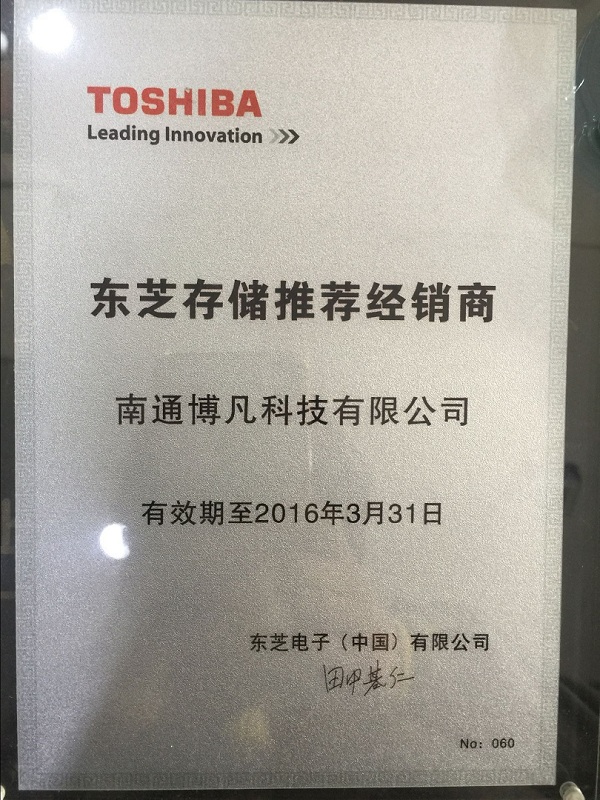 TOSHIBA
Leading Innovation >>>
东芝存储推荐经销商
南通博凡科技有限公司
有效期至2016年3月31日
东芝电子（中国）有限公司
田中基仁
No: 060